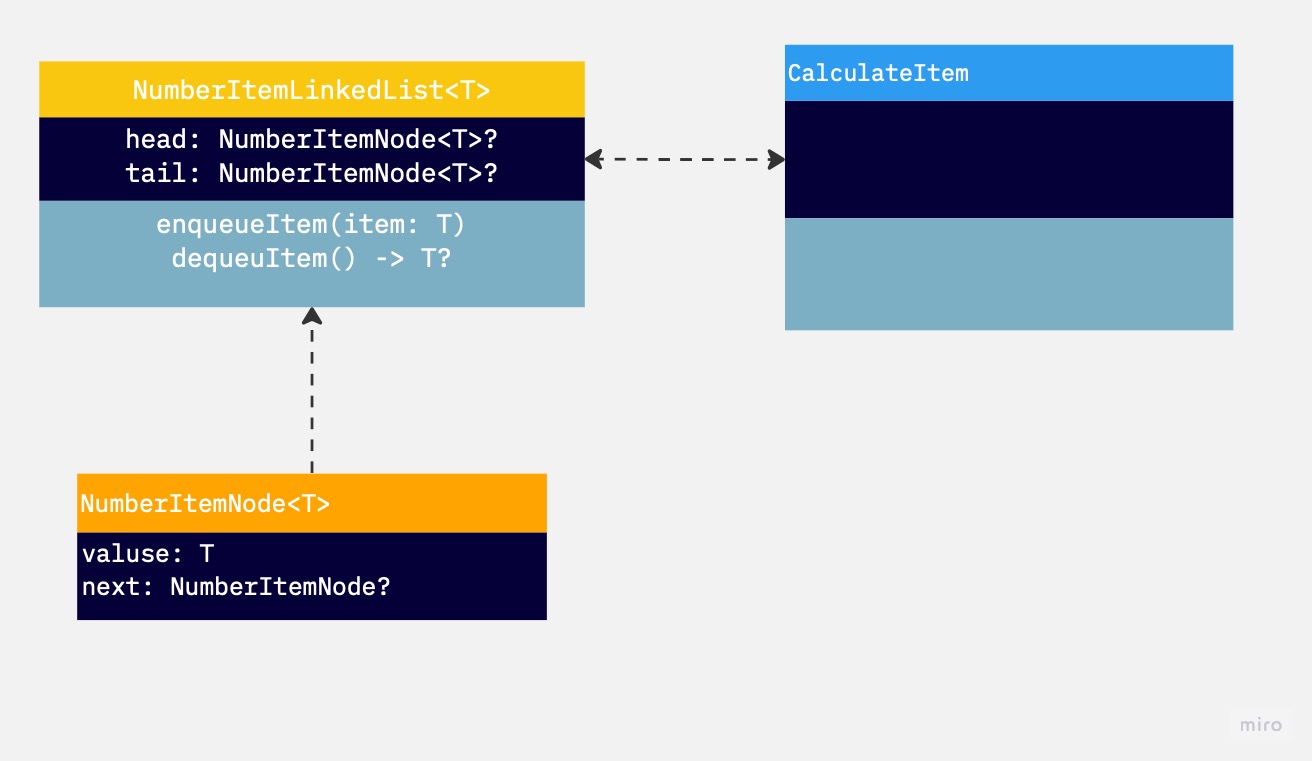 NumberItemLinkedList<T>
head: NumberItemNode<T>?
tail: NumberItemNode<T>?
enqueueItem(item: T)
dequeuItem() -> T?
CalculateItem
NumberItemNode<T>
valuse: T
next: NumberItemNode?
miro